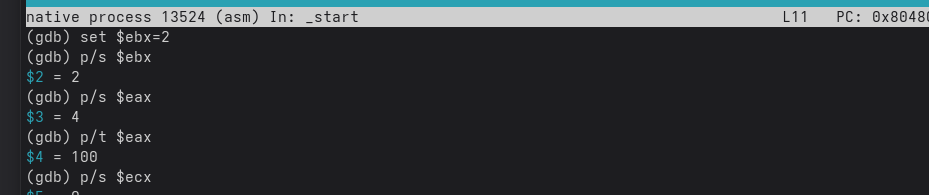 native process 13524 (asm) In: _start L11 PC: 0x80480
(gdb) set $ebx=2
(gdb) p/s $ebx
$2 = 2
(gdb) p/s $eax
$3 = 4
(gdb) p/t $eax
$4 = 100
(gdb) p/s $ecx